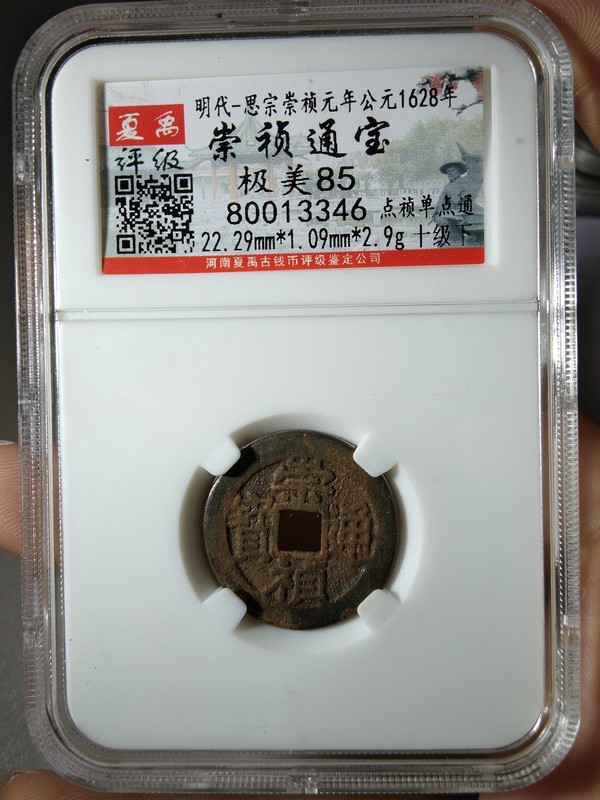 夏禹
评级
明代-思宗崇祯元年公元1628年
崇祯通宝
极美85
80013346 点祯单点通
22.29mm*1.09mm*2.9g 十级下
河南夏禹古钱币评级鉴定公司
崇
寳 通
祯